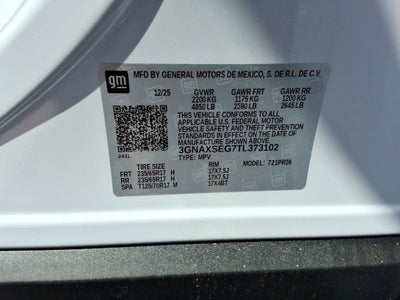 gm
MFD BY GENERAL MOTORS DE MEXICO, S. DE R.L. DE C.V.
12/25 GVWR GAWR FRT GAWR RR
2200 KG 1175 KG 1200 KG
4850 LB 2590 LB 2645 LB
THIS VEHICLE CONFORMS TO ALL
APPLICABLE U.S. FEDERAL MOTOR
VEHICLE SAFETY AND THEFT PREVENTION
STANDARDS IN EFFECT ON THE DATE OF
MANUFACTURE SHOWN ABOVE.
3GNAXSEG7TL373102
TYPE: MPV 721PR26
2A1L
TIRE SIZE RIM
FRT 235/65R17 H 17X7.5J
RR 235/65R17 H 17X7.5J
SPA T125/70R17 M 17X4BT